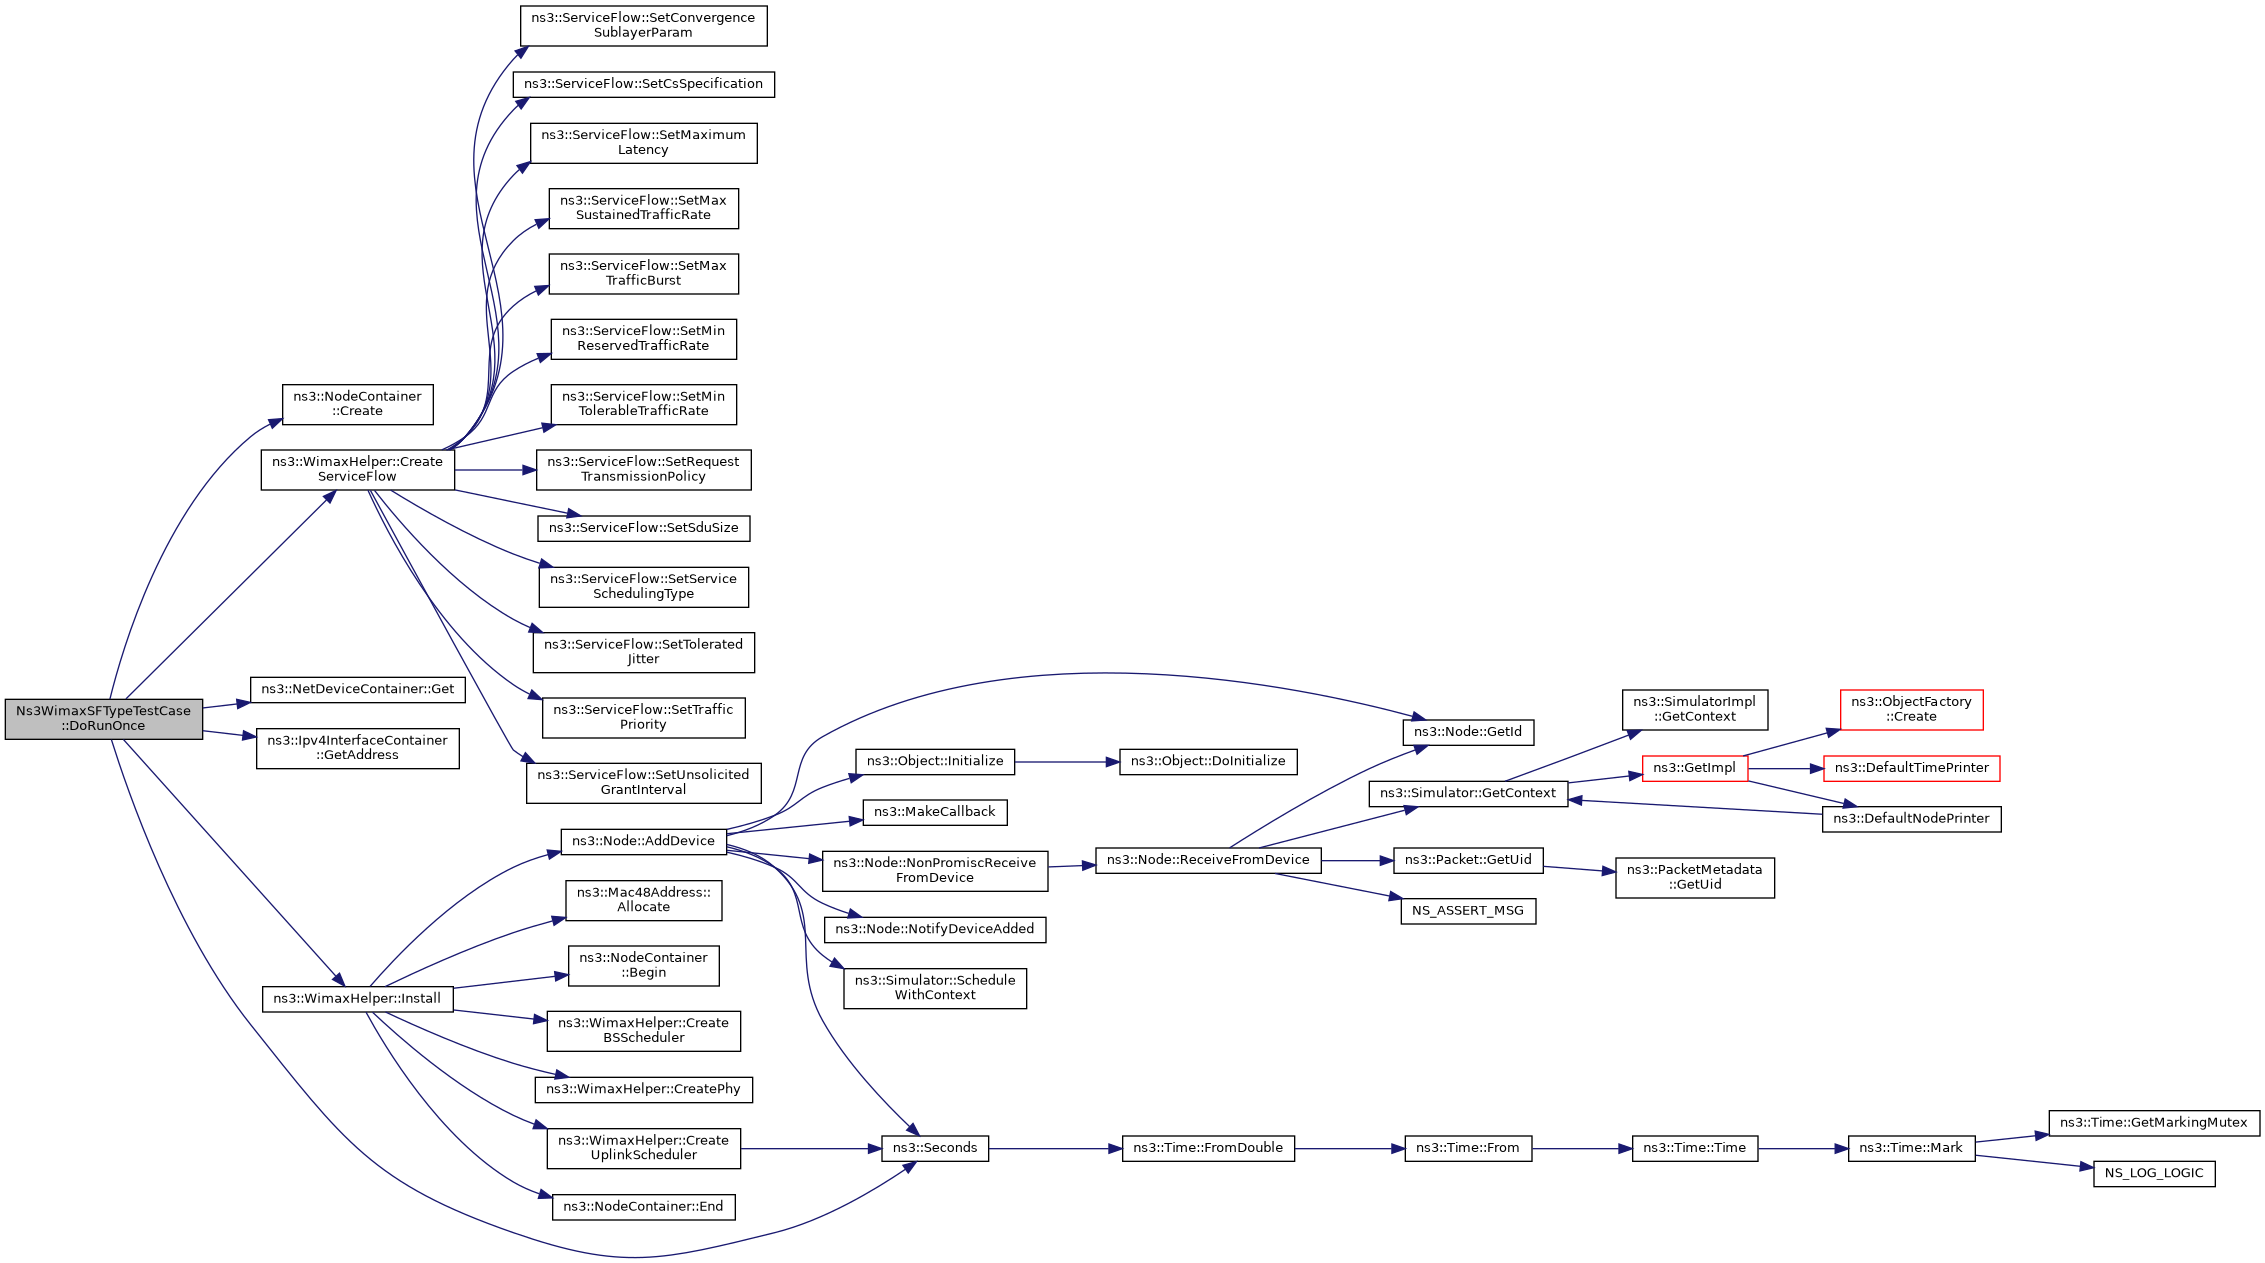 Ns3WimaxSFTypeTestCase
::DoRunOnce
ns3::NodeContainer
::Create
ns3::WimaxHelper::Create
ServiceFlow
ns3::NetDeviceContainer::Get
ns3::Ipv4InterfaceContainer
::GetAddress
ns3::WimaxHelper::Install
ns3::ServiceFlow::SetConvergence
SublayerParam
ns3::ServiceFlow::SetCsSpecification
ns3::ServiceFlow::SetMaximum
Latency
ns3::ServiceFlow::SetMax
SustainedTrafficRate
ns3::ServiceFlow::SetMax
TrafficBurst
ns3::ServiceFlow::SetMin
ReservedTrafficRate
ns3::ServiceFlow::SetMin
TolerableTrafficRate
ns3::ServiceFlow::SetRequest
TransmissionPolicy
ns3::ServiceFlow::SetSduSize
ns3::ServiceFlow::SetService
SchedulingType
ns3::ServiceFlow::SetTolerated
Jitter
ns3::ServiceFlow::SetTraffic
Priority
ns3::ServiceFlow::SetUnsolicited
GrantInterval
ns3::Node::AddDevice
ns3::Mac48Address::
Allocate
ns3::NodeContainer
::Begin
ns3::WimaxHelper::Create
BSScheduler
ns3::WimaxHelper::CreatePhy
ns3::WimaxHelper::Create
UplinkScheduler
ns3::NodeContainer::End
ns3::Object::Initialize
ns3::MakeCallback
ns3::Node::NonPromiscReceive
FromDevice
ns3::Node::NotifyDeviceAdded
ns3::Simulator::Schedule
WithContext
ns3::Seconds
ns3::Object::DoInitialize
ns3::Node::ReceiveFromDevice
ns3::Time::FromDouble
ns3::Node::GetId
ns3::Simulator::GetContext
ns3::Packet::GetUid
NS_ASSERT_MSG
ns3::Time::From
ns3::SimulatorImpl
::GetContext
ns3::GetImpl
ns3::PacketMetadata
::GetUid
ns3::Time::Time
ns3::ObjectFactory
::Create
ns3::DefaultTimePrinter
ns3::DefaultNodePrinter
ns3::Time::Mark
ns3::Time::GetMarkingMutex
NS_LOG_LOGIC